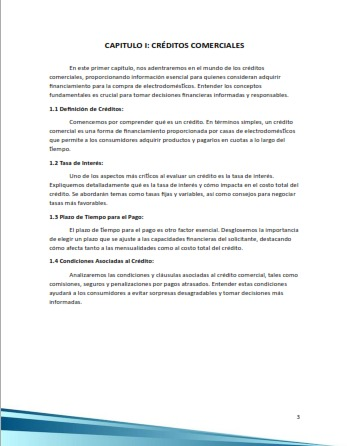 CAPITULO I: CRÉDITOS COMERCIALES
En este primer capítulo, nos adentraremos en el mundo de los créditos
comerciales, proporcionando información esencial para quienes consideran adquirir
financiamiento para la compra de electrodomésticos. Entender los conceptos
fundamentales es crucial para tomar decisiones financieras informadas y responsables.
1.1 Definición de Créditos:
Comencemos por comprender qué es un crédito. En términos simples, un crédito
comercial es una forma de financiamiento proporcionada por casas de electrodomésticos
que permite a los consumidores adquirir productos y pagarlos en cuotas a lo largo del
tiempo.
1.2 Tasa de Interés:
Uno de los aspectos más críticos al evaluar un crédito es la tasa de interés.
Expliquemos detalladamente qué es la tasa de interés y cómo impacta en el costo total del
crédito. Se abordarán temas como tasas fijas y variables, así como consejos para negociar
tasas más favorables.
1.3 Plazo de Tiempo para el Pago:
El plazo de tiempo para el pago es otro factor esencial. Desglosemos la importancia
de elegir un plazo que se ajuste a las capacidades financieras del solicitante, destacando
cómo afecta tanto a las mensualidades como al costo total del crédito.
1.4 Condiciones Asociadas al Crédito:
Analizaremos las condiciones y cláusulas asociadas al crédito comercial, tales como
comisiones, seguros y penalizaciones por pagos atrasados. Entender estas condiciones
ayudará a los consumidores a evitar sorpresas desagradables y tomar decisiones más
informadas.
3